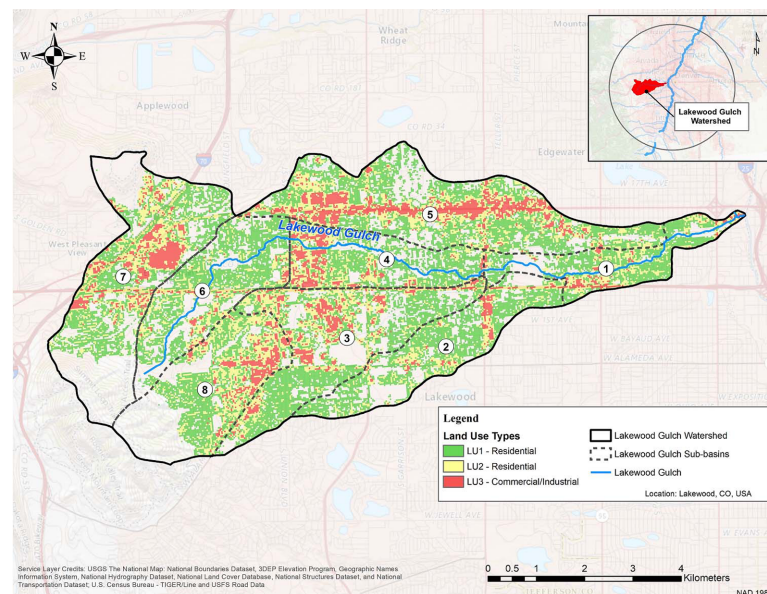 N
W
E
S
Wheat
Ridge
Applewood
Edgewater
N
Lakewood Gulch
Watershed
West Pleasant
View
Lakewood Gulch
5
4
7
6
1
3
2
8
W ALAMEDA AVE
Lakewood
Legend
Land Use Types
LU1 - Residential
LU2 - Residential
LU3 - Commercial/Industrial
Lakewood Gulch Watershed
Lakewood Gulch Sub-basins
Lakewood Gulch
Location: Lakewood, CO, USA
W JEWELL AVE
Service Layer Credits: USGS The National Map: National Boundaries Dataset, 3DEP Elevation Program, Geographic Names
Information System, National Hydrography Dataset, National Land Cover Database, National Structures Dataset, and National
Transportation Dataset; U.S. Census Bureau - TIGER/Line and USFS Road Data
0 0.5 1 2 3 4
Kilometers